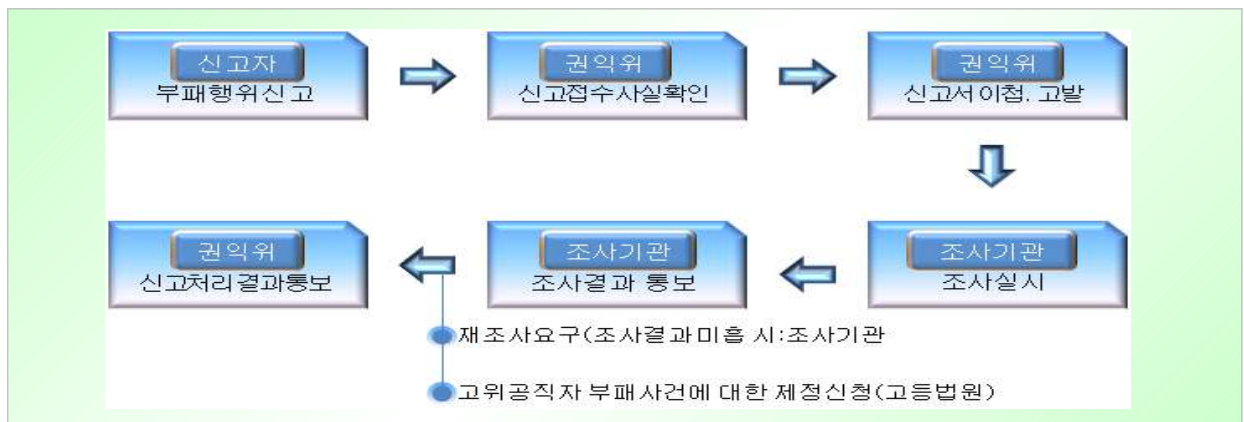 신고자
부패행위신고
권익위
신고접수사실확인
권익위
신고서이첩. 고발
조사기관
조사실시
조사기관
조사결과 통보
권익위
신고처리결과통보
재조사요구(조사결과미흡 시:조사기관
고위공직자 부패사건에 대한 제정신청(고등법원)